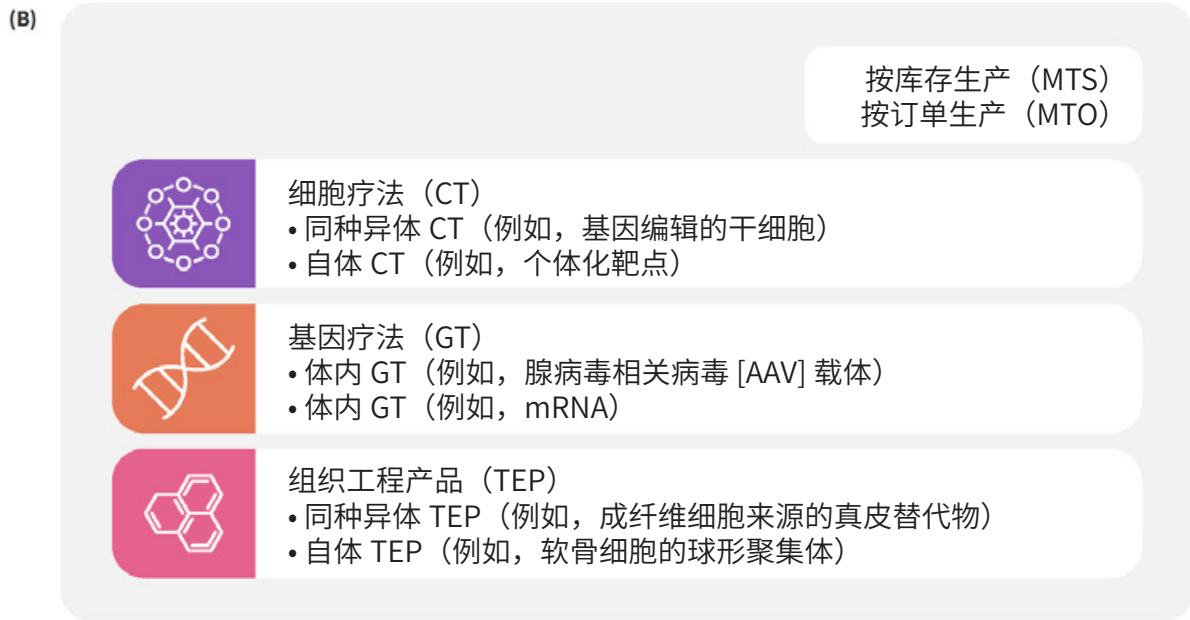 (B)
按库存生产（MTS）
按订单生产（MTO）
细胞疗法（CT）
• 同种异体 CT（例如，基因编辑的干细胞）
• 自体 CT（例如，个体化靶点）
基因疗法（GT）
• 体内 GT（例如，腺病毒相关病毒 [AAV] 载体）
• 体内 GT（例如，mRNA）
组织工程产品（TEP）
• 同种异体 TEP（例如，成纤维细胞来源的真皮替代物）
• 自体 TEP（例如，软骨细胞的球形聚集体）